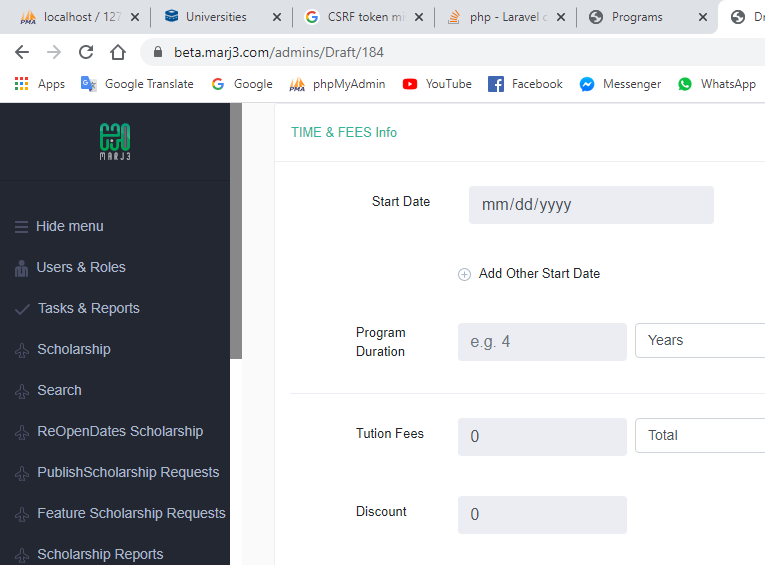 localhost / 127
Universities
CSRF token mi
php - Laravel c
Programs
Dr
beta.marj3.com/admins/Draft/184
Apps
Google Translate
Google
phpMyAdmin
YouTube
Facebook
Messenger
WhatsApp
MARJ3
Hide menu
Users & Roles
Tasks & Reports
Scholarship
Search
ReOpenDates Scholarship
PublishScholarship Requests
Feature Scholarship Requests
Scholarship Reports
TIME & FEES Info
Start Date
mm/dd/yyyy
Add Other Start Date
Program
Duration
e.g. 4
Years
Tution Fees
0
Total
Discount
0